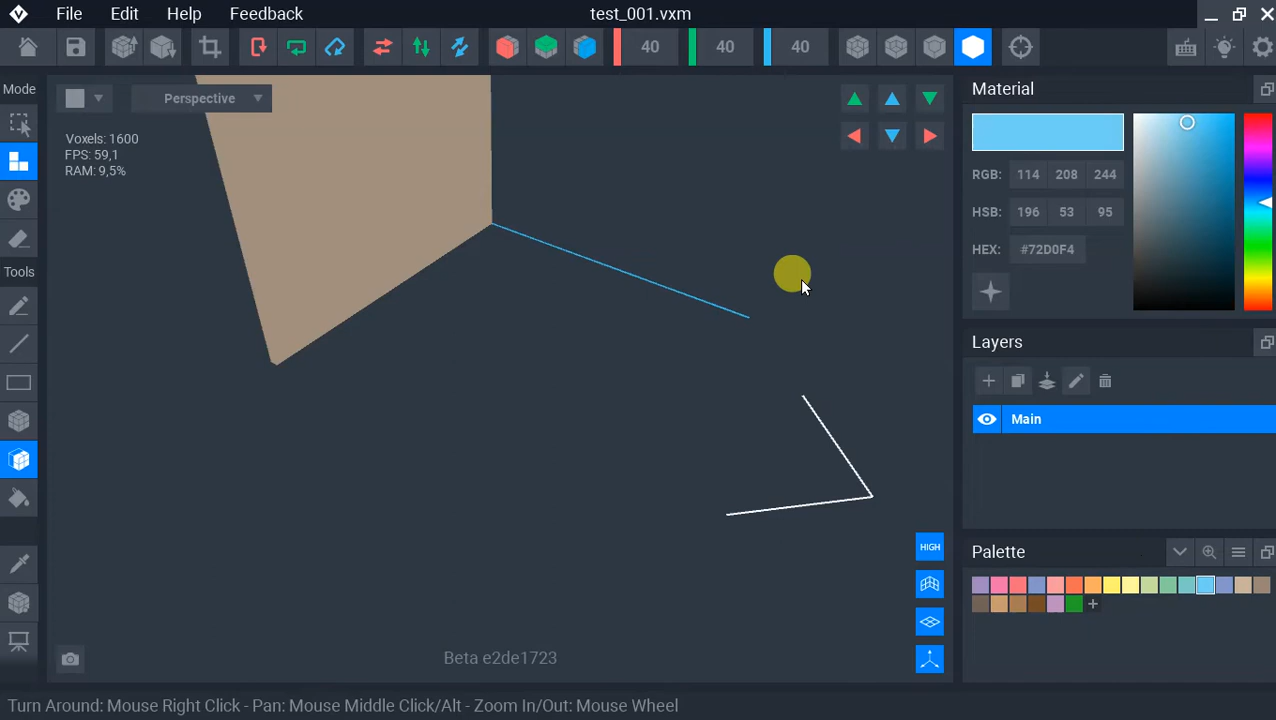 File Edit Help Feedback test_001.vxm
40 40 40
Mode
Perspective
Voxels: 1600
FPS: 59,1
RAM: 9,5%
Tools
Material
RGB: 114 208 244
HSB: 196 53 95
HEX: #72D0F4
Layers
Main
HIGH
Palette
Beta e2de1723
Turn Around: Mouse Right Click - Pan: Mouse Middle Click/Alt - Zoom In/Out: Mouse Wheel